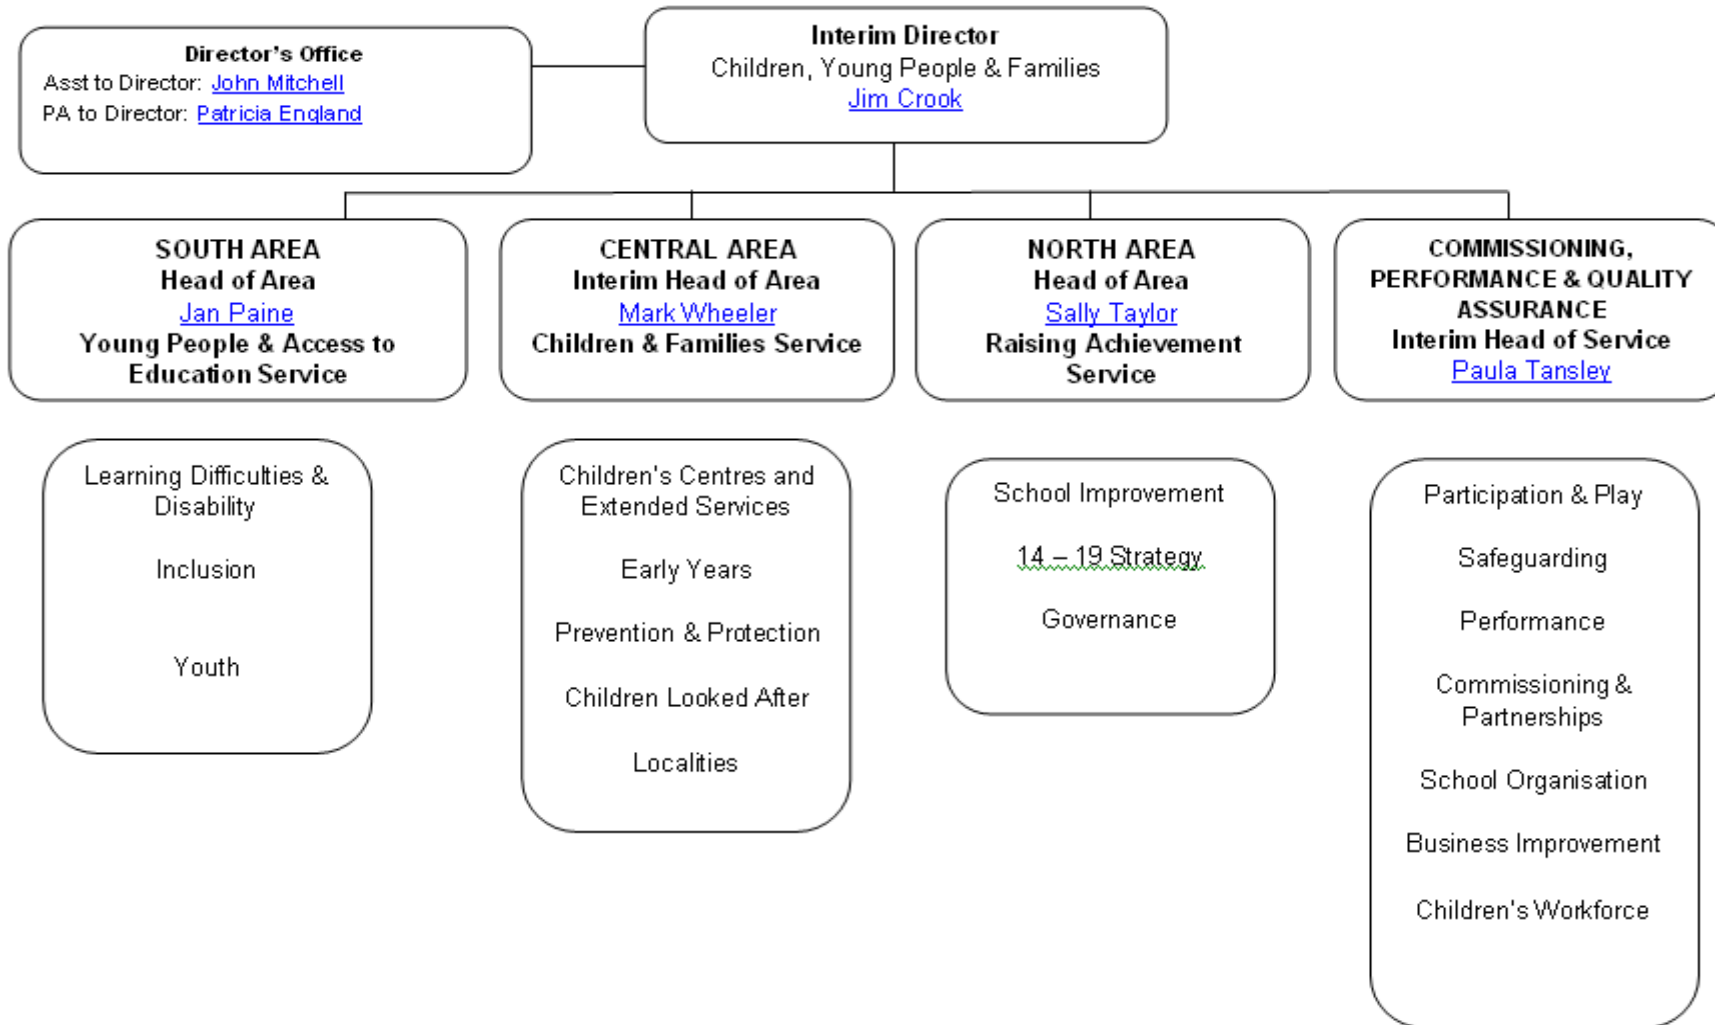 Director's Office
Asst to Director: John Mitchell
PA to Director: Patricia England
Interim Director
Children, Young People & Families
Jim Crook
SOUTH AREA
Head of Area
Jan Paine
Young People & Access to
Education Service
CENTRAL AREA
Interim Head of Area
Mark Wheeler
Children & Families Service
NORTH AREA
Head of Area
Sally Taylor
Raising Achievement
Service
COMMISSIONING,
PERFORMANCE & QUALITY
ASSURANCE
Interim Head of Service
Paula Tansley
Learning Difficulties &
Disability
Inclusion
Youth
Children's Centres and
Extended Services
Early Years
Prevention & Protection
Children Looked After
Localities
School Improvement
14 – 19 Strategy
Governance
Participation & Play
Safeguarding
Performance
Commissioning &
Partnerships
School Organisation
Business Improvement
Children's Workforce